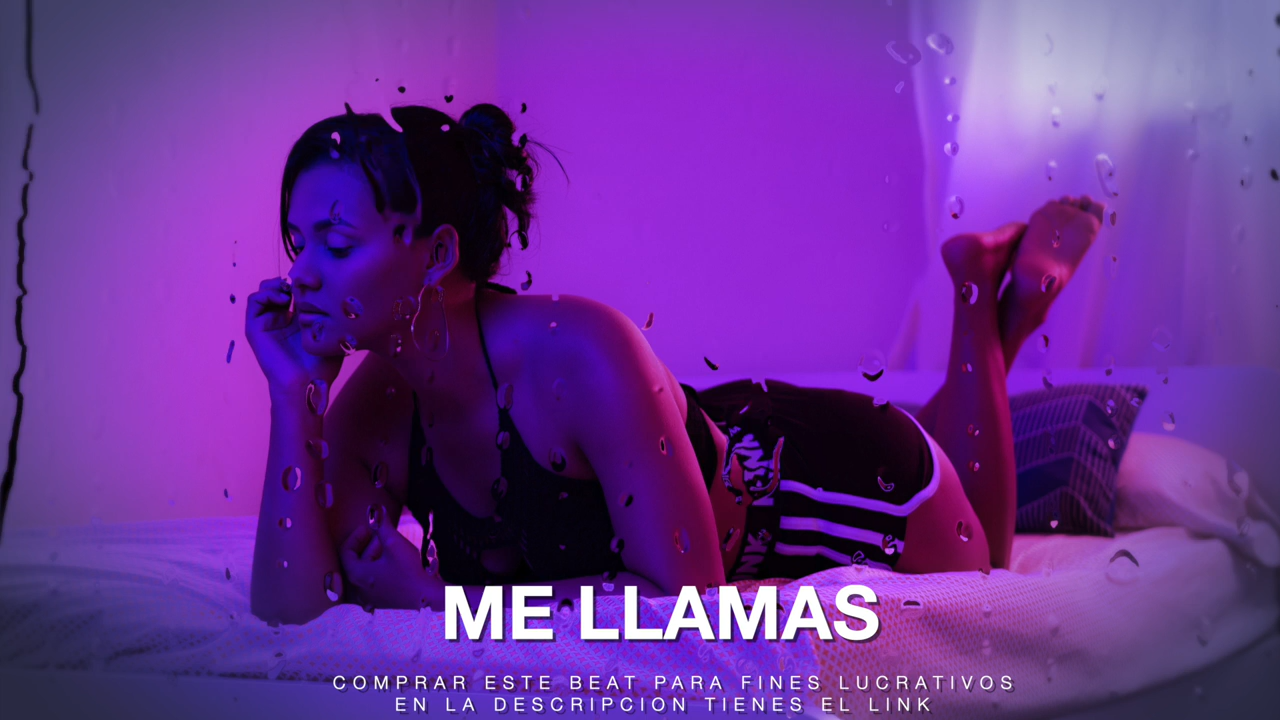 ME LLAMAS
COMPRAR ESTE BEAT PARA FINES LUCRATIVOS
EN LA DESCRIPCION TIENES EL LINK